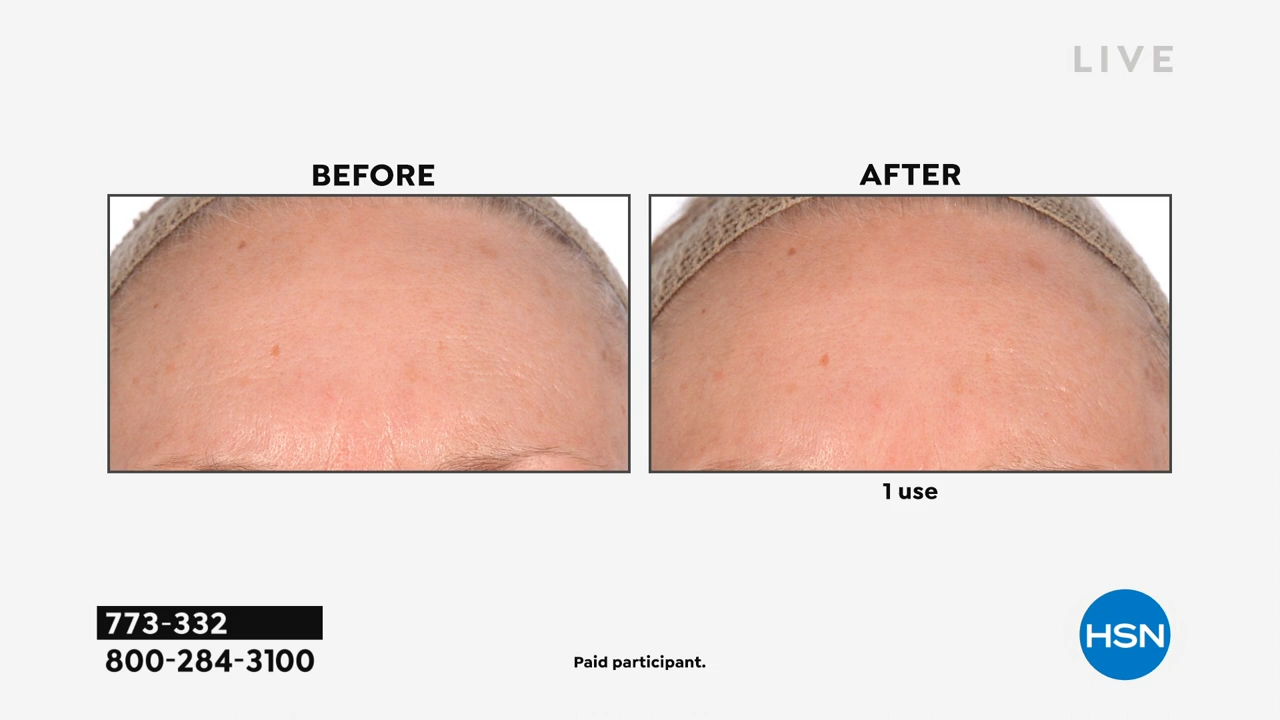 LIVE
BEFORE
AFTER
1 use
773-332
800-284-3100
Paid participant.
HSN